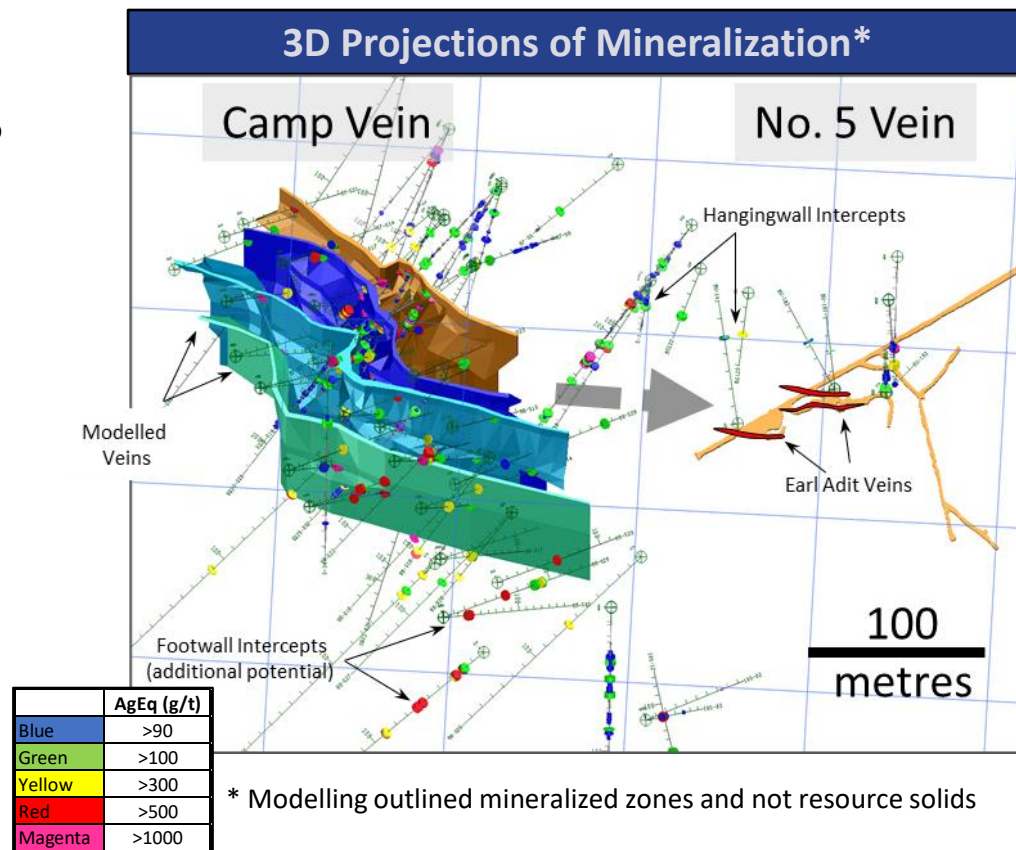 3D Projections of Mineralization*
Camp Vein
No. 5 Vein
Hangingwall Intercepts
Modelled
Veins
Earl Adit Veins
Footwall Intercepts
(additional potential)
100
metres
AgEq (g/t)
Blue >90
Green >100
Yellow >300
Red >500
Magenta >1000
* Modelling outlined mineralized zones and not resource solids